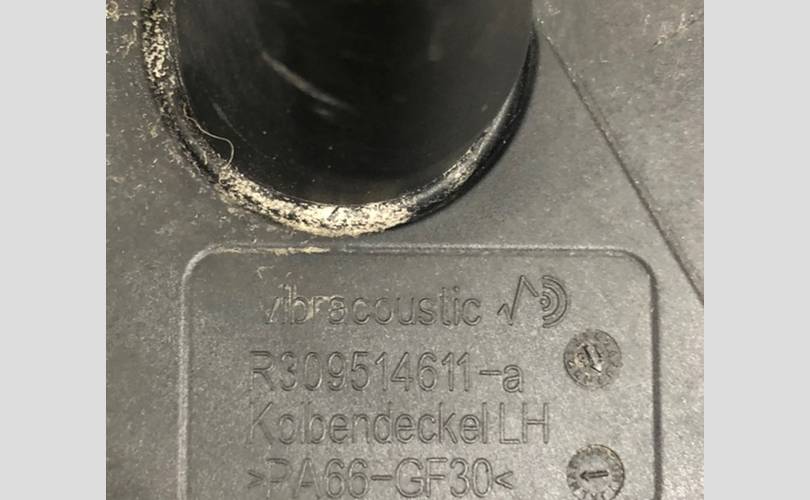 vibracoustic
R309514611-a
Kolbendeckel LH
>PA66-GF30<